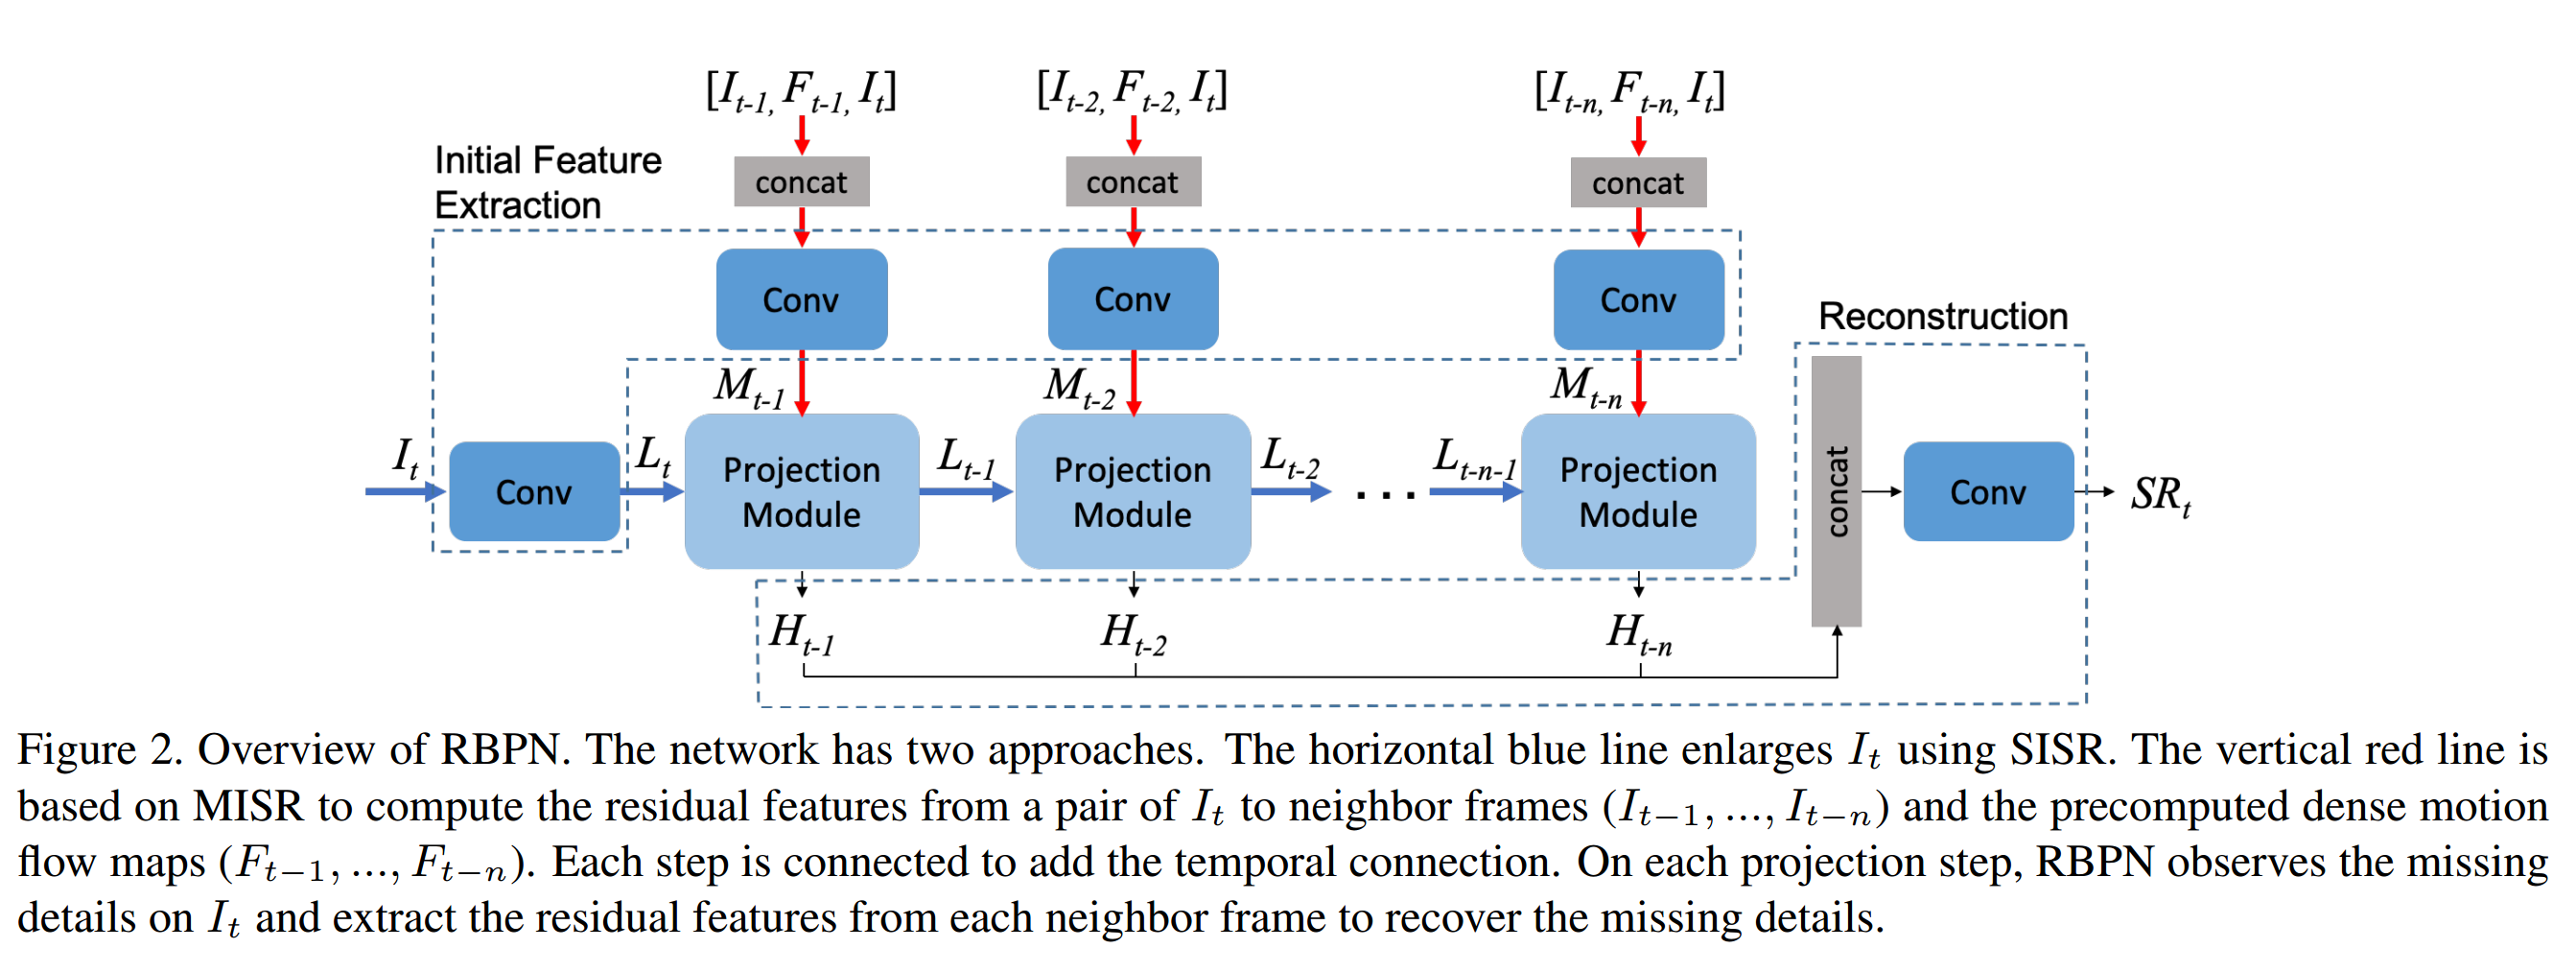 [I_{t-1}, F_{t-1}, I_t] [I_{t-2}, F_{t-2}, I_t] [I_{t-n}, F_{t-n}, I_t]
Initial Feature
Extraction
concat concat concat
Conv Conv Conv
Reconstruction
M_{t-1} M_{t-2} M_{t-n}
I_t Conv L_t Projection Module L_{t-1} Projection Module L_{t-2} ... L_{t-n-1} Projection Module concat Conv SR_t
H_{t-1} H_{t-2} H_{t-n}
Figure 2. Overview of RBPN. The network has two approaches. The horizontal blue line enlarges I_t using SISR. The vertical red line is
based on MISR to compute the residual features from a pair of I_t to neighbor frames (I_{t−1}, ..., I_{t−n}) and the precomputed dense motion
flow maps (F_{t−1}, ..., F_{t−n}). Each step is connected to add the temporal connection. On each projection step, RBPN observes the missing
details on I_t and extract the residual features from each neighbor frame to recover the missing details.